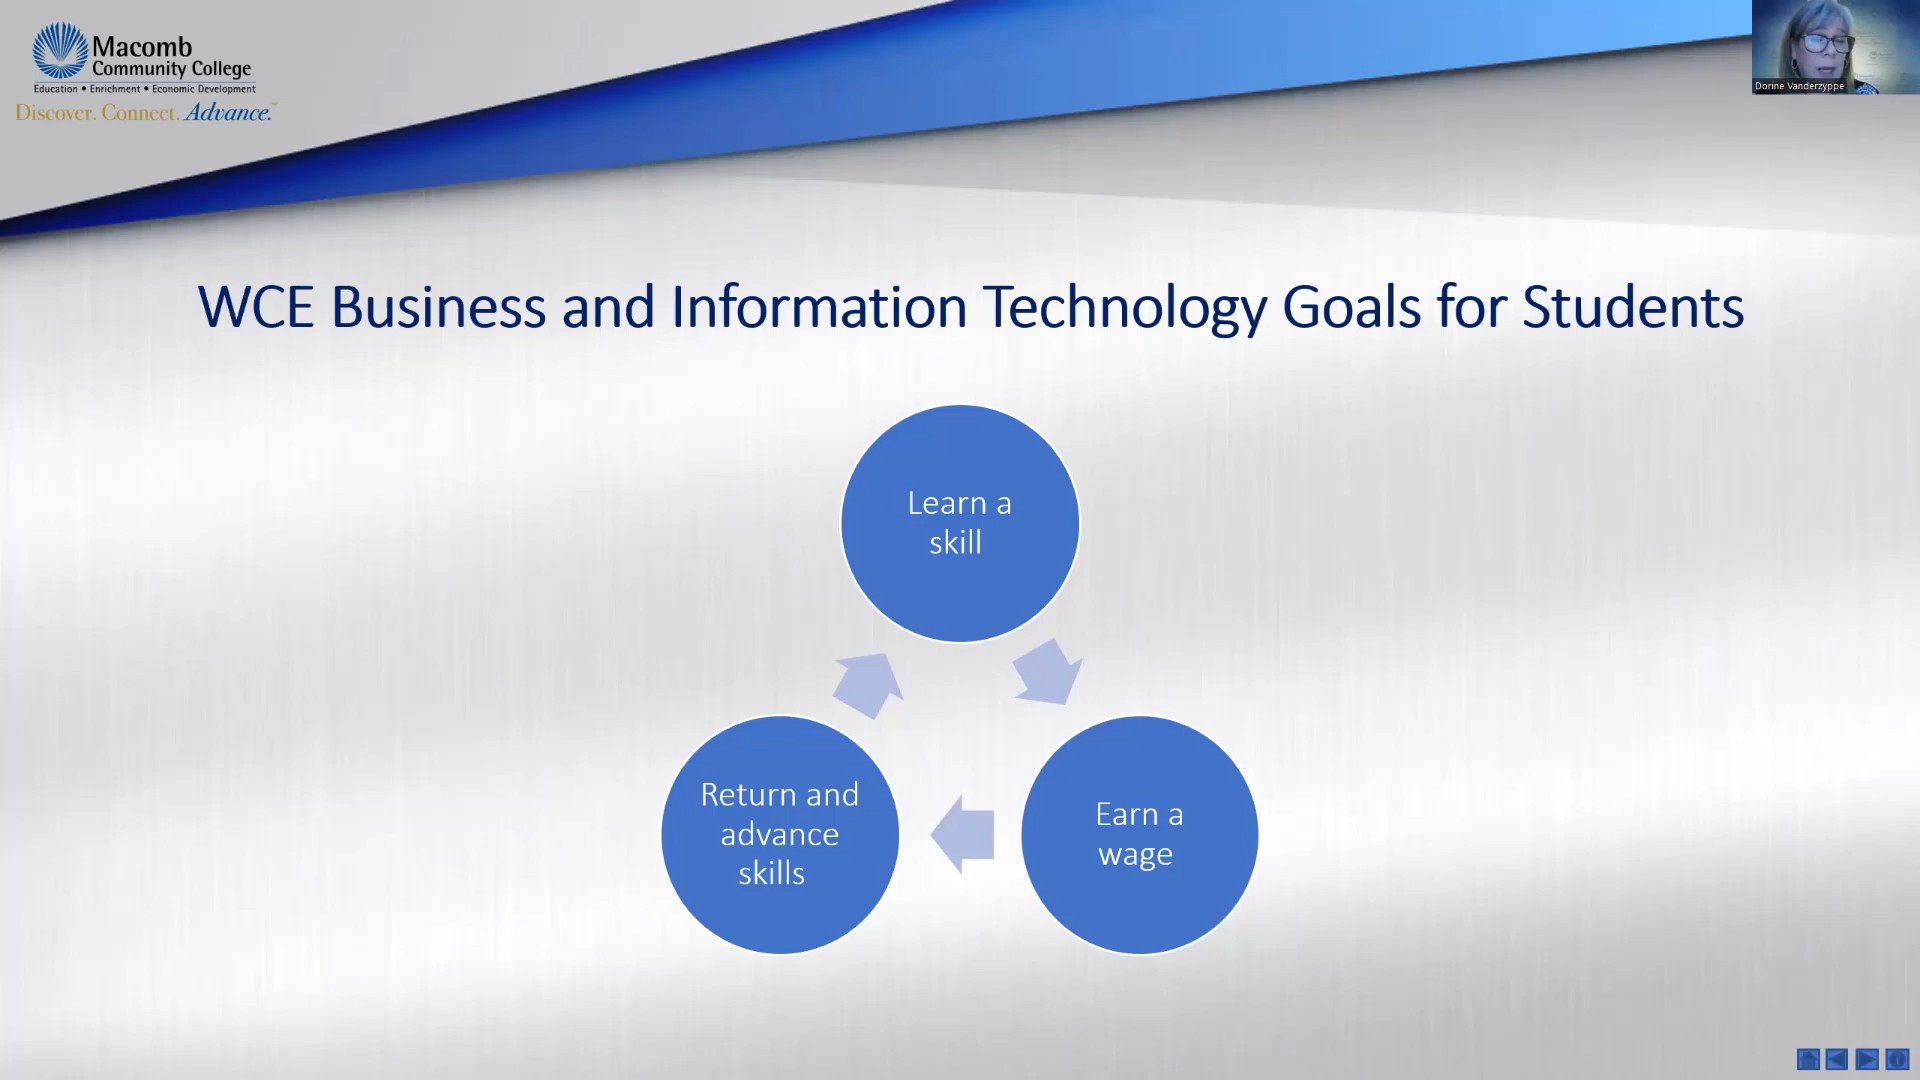 Macomb
Community College
Education • Enrichment • Economic Development
Discover. Connect. Advance.™
Dorine Vanderzyppe
WCE Business and Information Technology Goals for Students
Learn a
skill
Earn a
wage
Return and
advance
skills